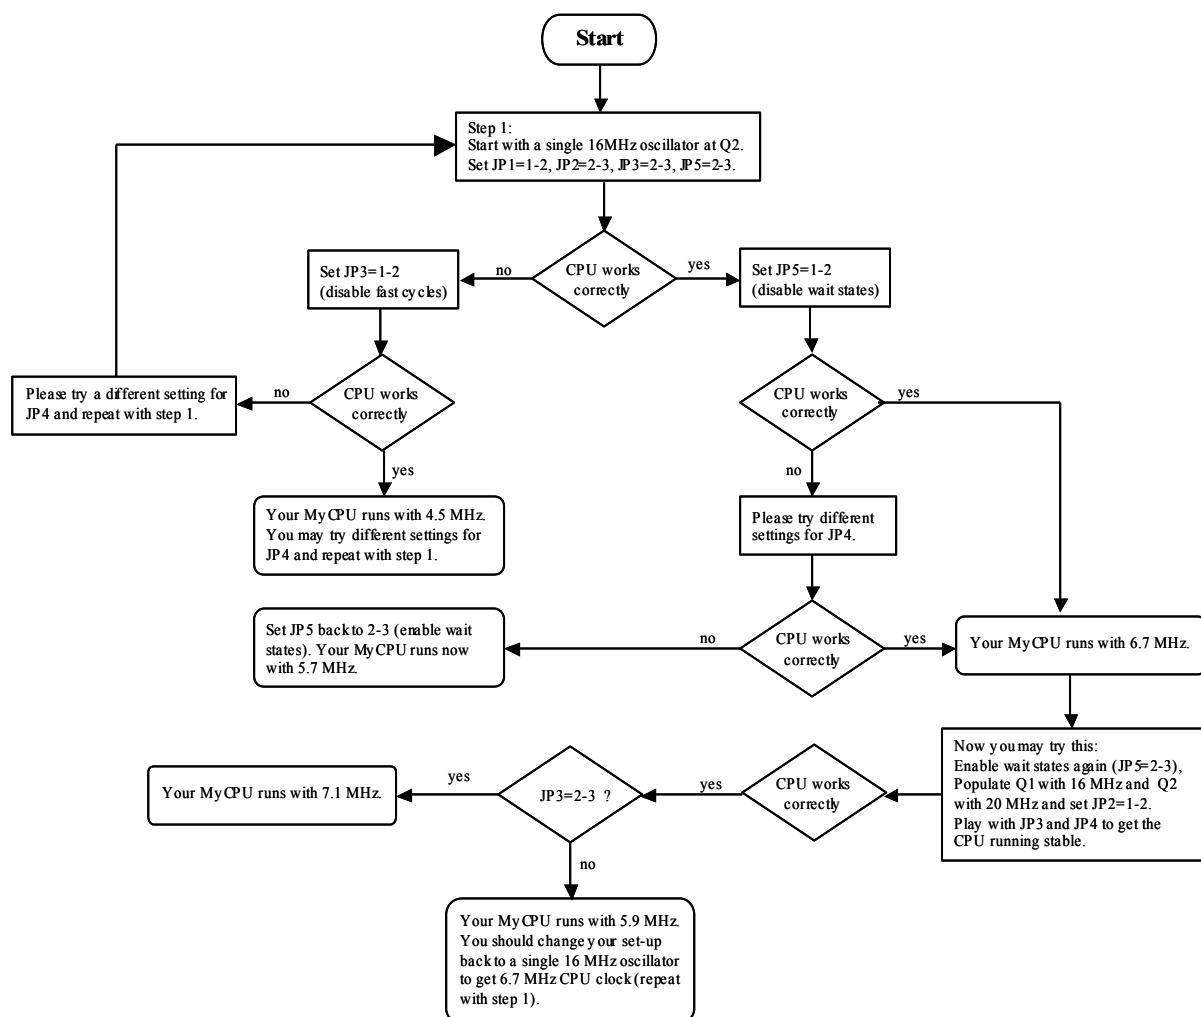 Start
Step 1:
Start with a single 16MHz oscillator at Q2.
Set JP1=1-2, JP2=2-3, JP3=2-3, JP5=2-3.
Set JP3=1-2
(disable fast cycles)
no
CPU works
correctly
yes
Set JP5=1-2
(disable wait states)
Please try a different setting for
JP4 and repeat with step 1.
no
CPU works
correctly
yes
CPU works
correctly
yes
no
Your MyCPU runs with 4.5 MHz.
You may try different settings for
JP4 and repeat with step 1.
Please try different
settings for JP4.
Set JP5 back to 2-3 (enable wait
states). Your MyCPU runs now
with 5.7 MHz.
no
CPU works
correctly
yes
Your MyCPU runs with 6.7 MHz.
Now you may try this:
Enable wait states again (JP5=2-3),
Populate Q1 with 16 MHz and Q2
with 20 MHz and set JP2=1-2.
Play with JP3 and JP4 to get the
CPU running stable.
CPU works
correctly
yes
JP3=2-3 ?
yes
Your MyCPU runs with 7.1 MHz.
no
Your MyCPU runs with 5.9 MHz.
You should change your set-up
back to a single 16 MHz oscillator
to get 6.7 MHz CPU clock (repeat
with step 1).